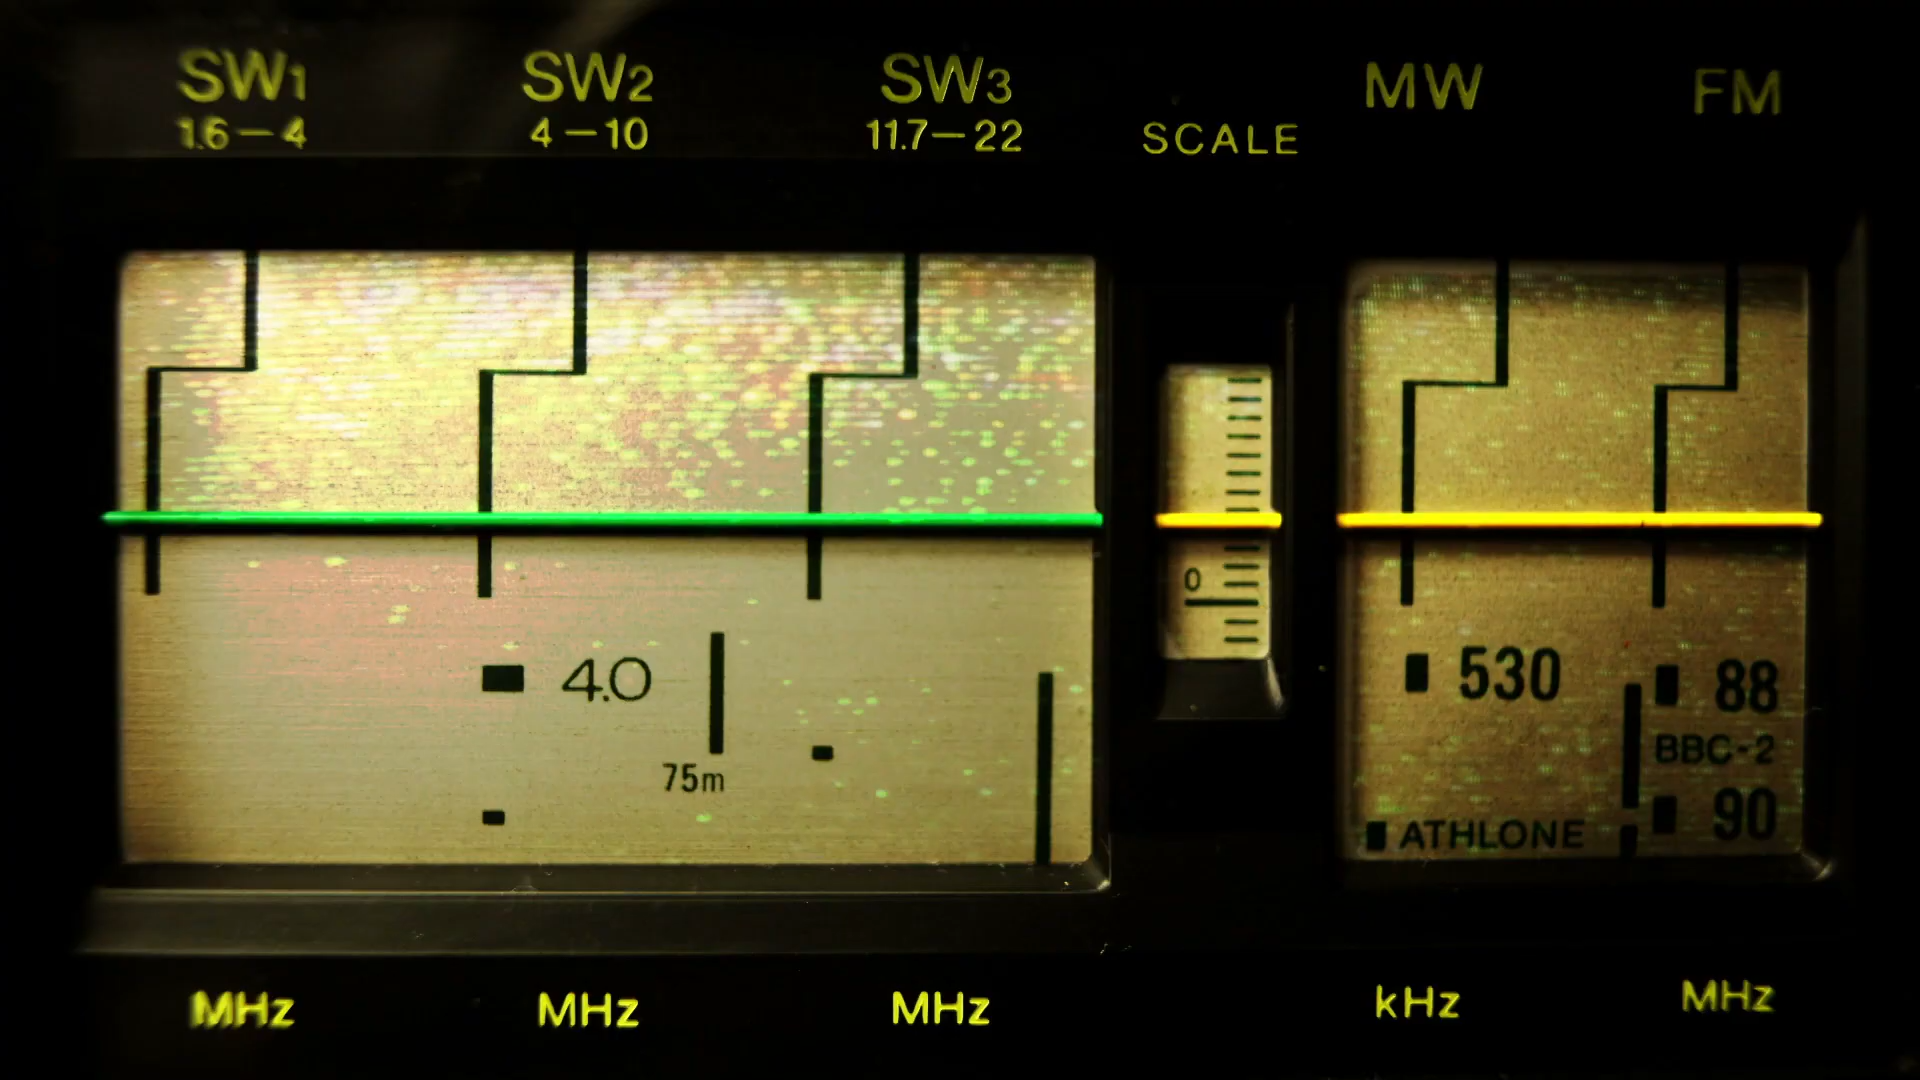 SW1
1.6–4
SW2
4–10
SW3
11.7–22
SCALE
MW
FM
4.0
75m
0
530
ATHLONE
88
BBC-2
90
MHz
MHz
MHz
kHz
MHz